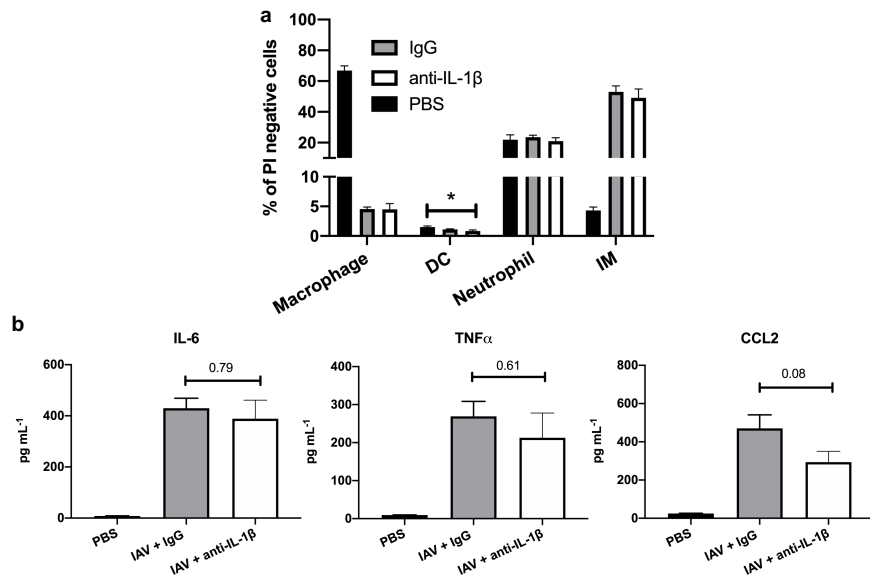 a
% of PI negative cells
100
80
60
40
20
10
5
0
IgG
anti-IL-1β
PBS
*
Macrophage
DC
Neutrophil
IM
b
IL-6
pg mL-1
600
400
200
0
0.79
PBS
IAV + IgG
IAV + anti-IL-1β
TNFα
pg mL-1
400
300
200
100
0
0.61
PBS
IAV + IgG
IAV + anti-IL-1β
CCL2
pg mL-1
800
600
400
200
0
0.08
PBS
IAV + IgG
IAV + anti-IL-1β